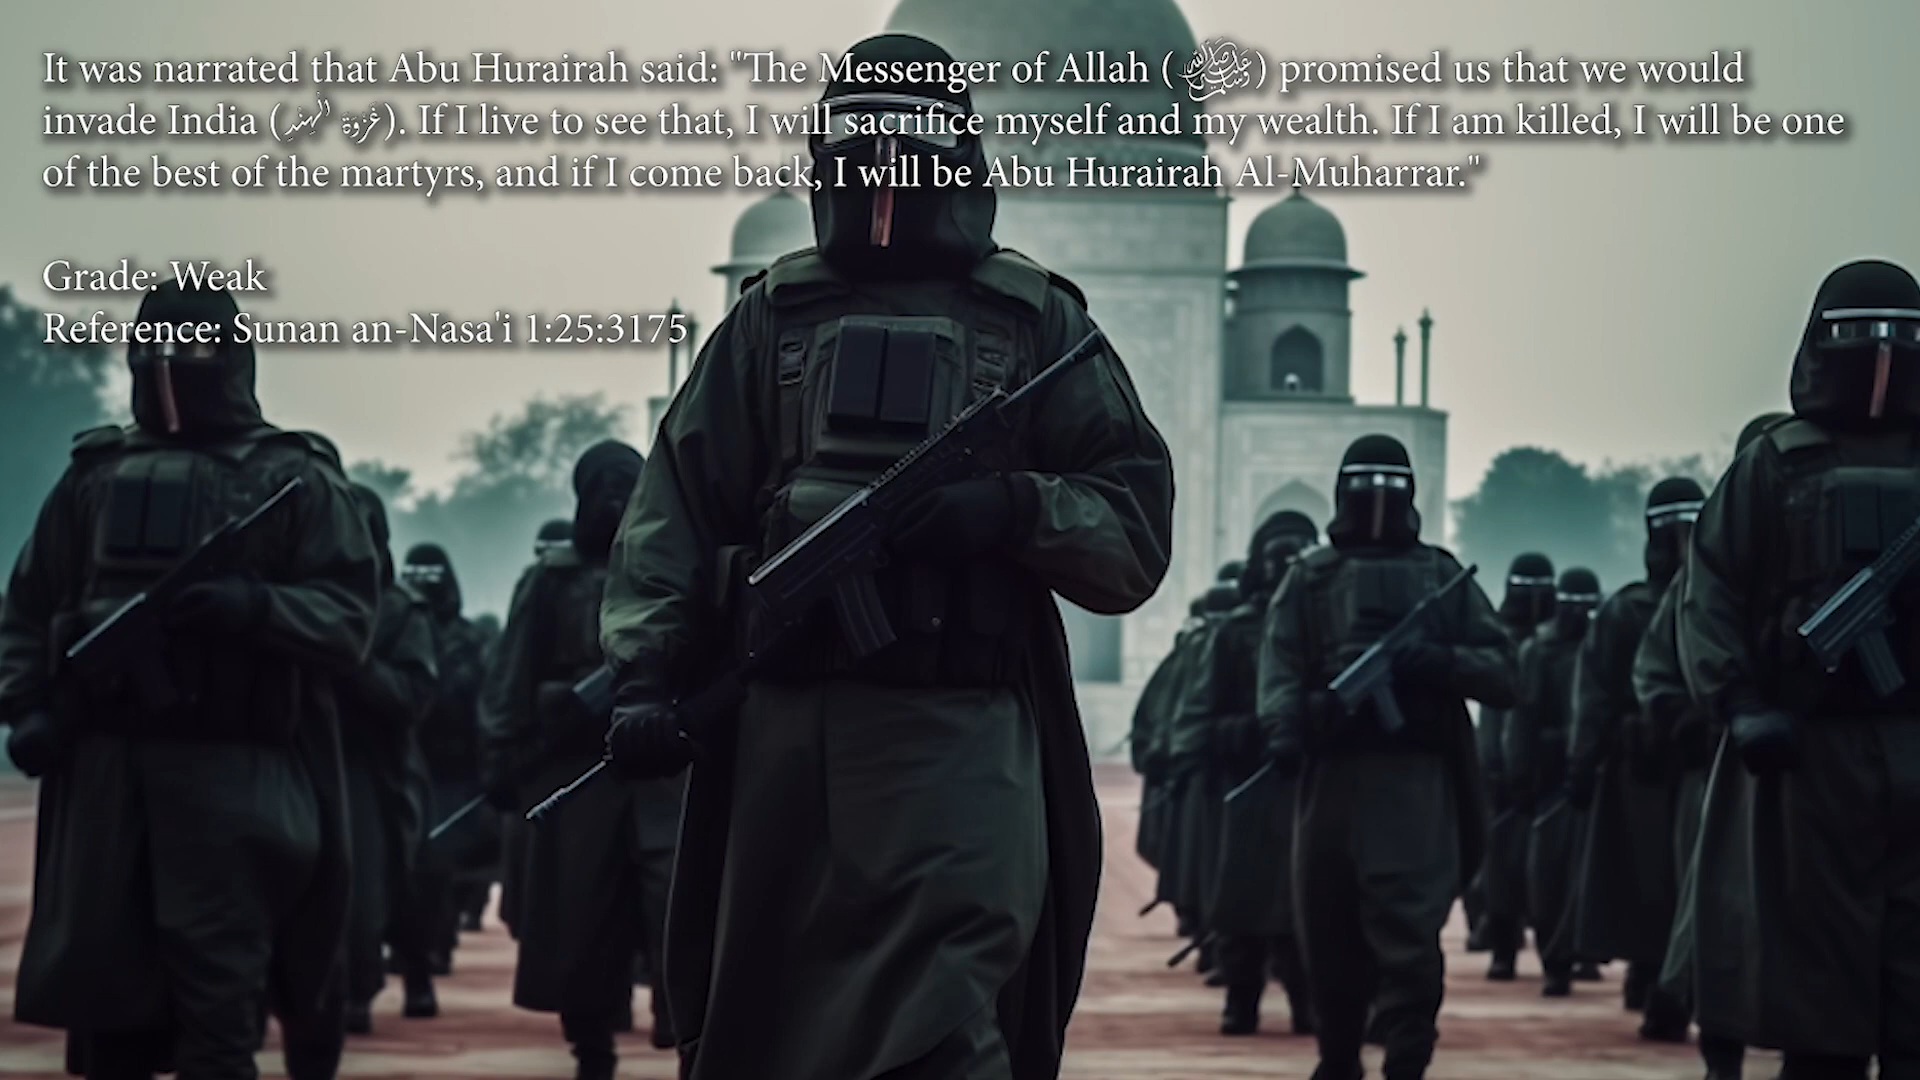 It was narrated that Abu Hurairah said: "The Messenger of Allah (ﷺ) promised us that we would
invade India (غزوة الهند). If I live to see that, I will sacrifice myself and my wealth. If I am killed, I will be one
of the best of the martyrs, and if I come back, I will be Abu Hurairah Al-Muharrar."
Grade: Weak
Reference: Sunan an-Nasa'i 1:25:3175